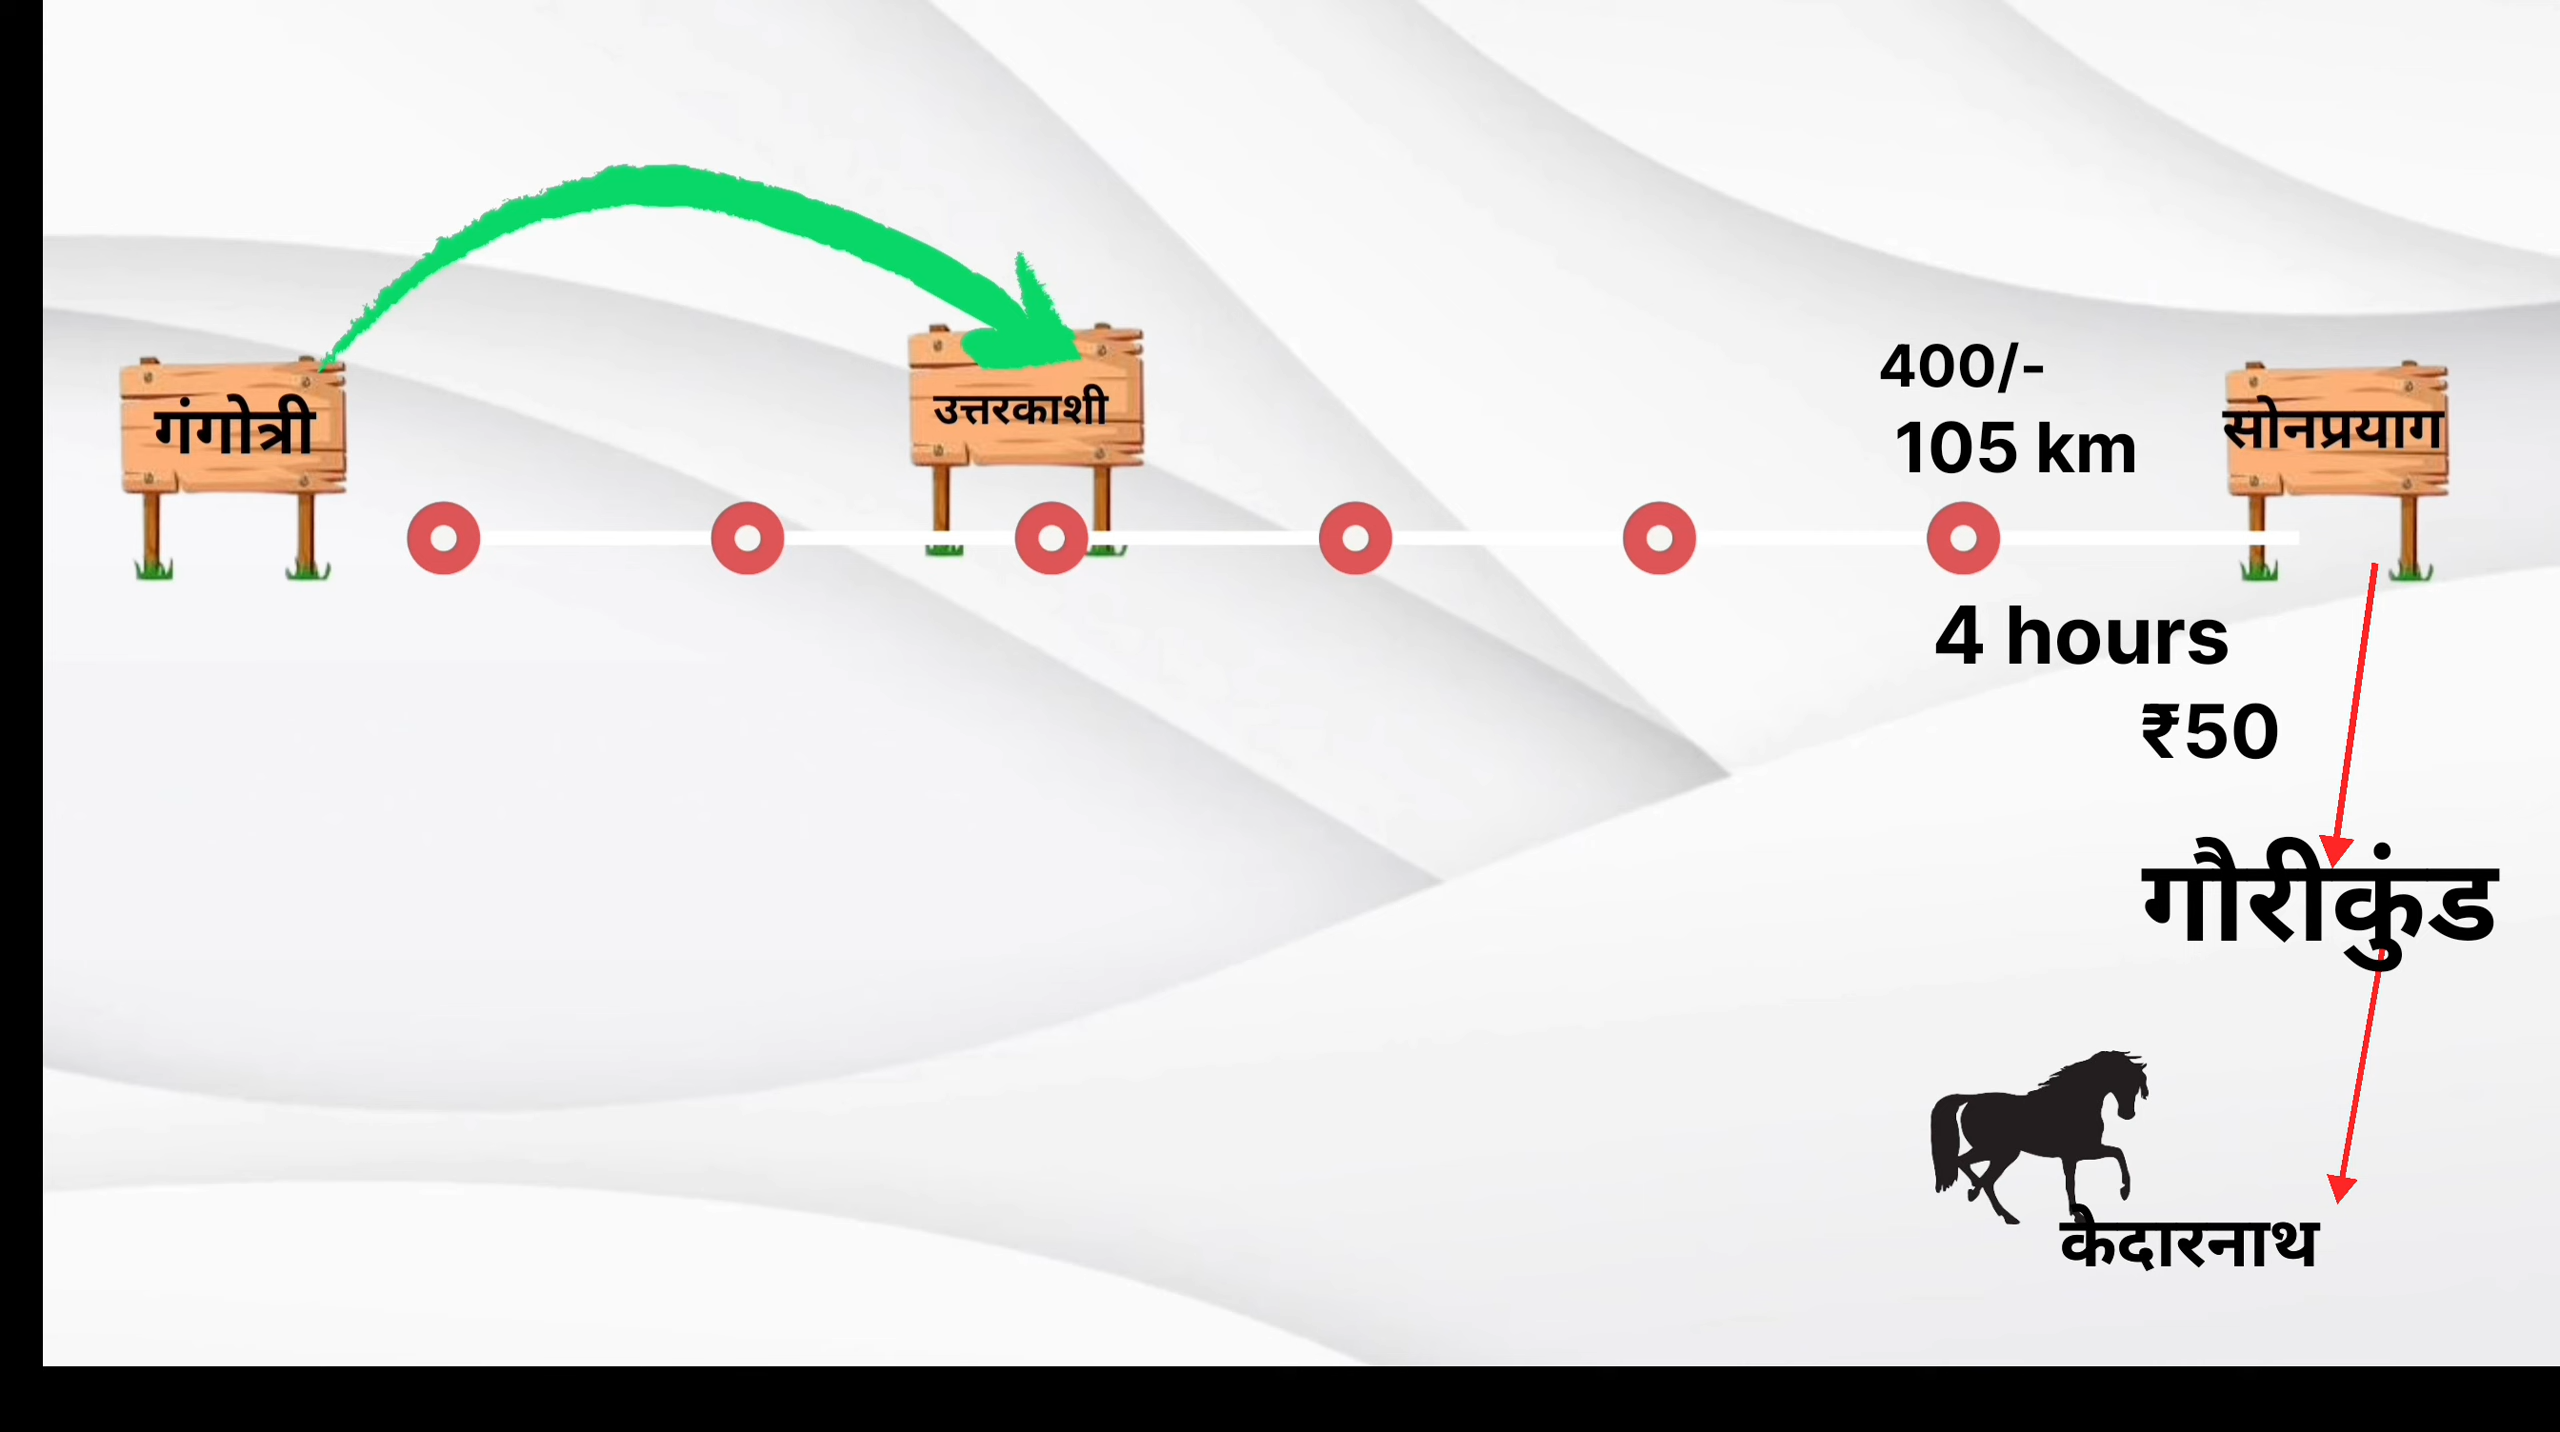 गंगोत्री
उत्तरकाशी
400/-
105 km
सोनप्रयाग
4 hours
₹50
गौरीकुंड
केदारनाथ